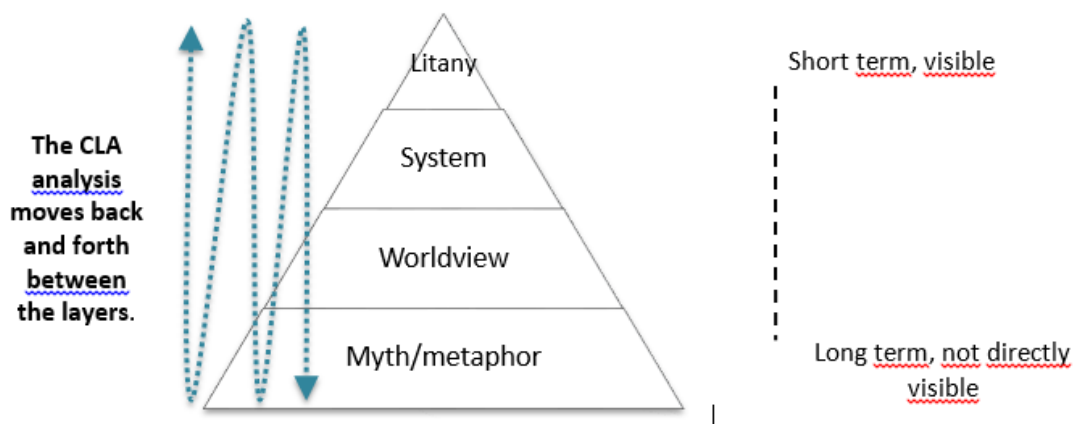 The CLA
analysis
moves back
and forth
between
the layers.
Litany
System
Worldview
Myth/metaphor
Short term, visible
Long term, not directly
visible